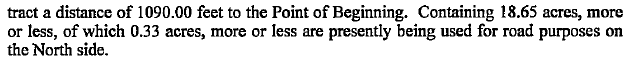 tract a distance of 1090.00 feet to the Point of Beginning. Containing 18.65 acres, more
or less, of which 0.33 acres, more or less are presently being used for road purposes on
the North side.